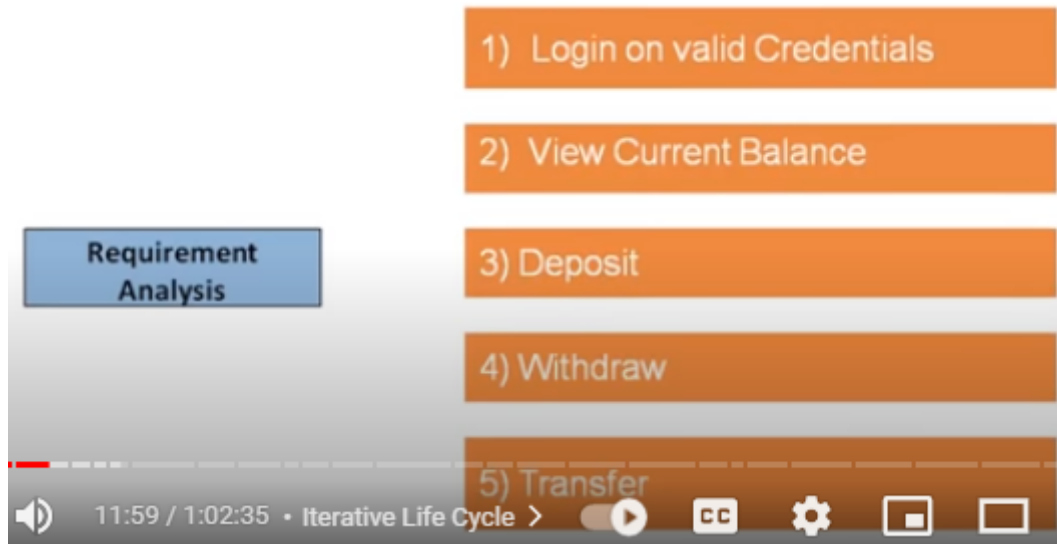 1) Login on valid Credentials
2) View Current Balance
Requirement
Analysis
3) Deposit
4) Withdraw
5) Transfer
11:59 / 1:02:35 • Iterative Life Cycle >
CC